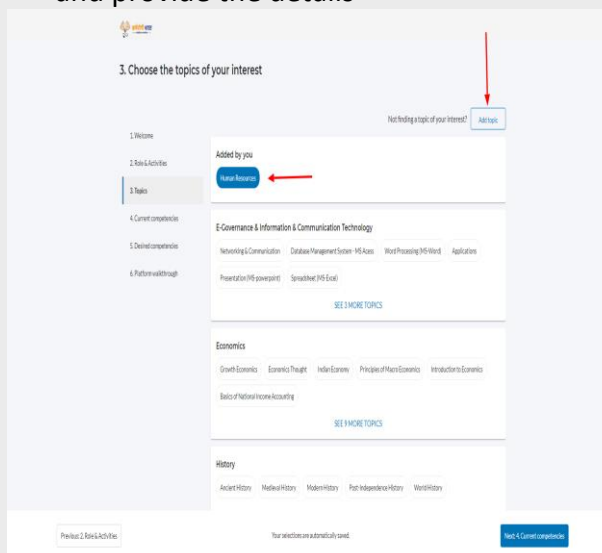 and provide the details
3. Choose the topics of your interest
Not finding a topic of your interest? Add topic
1. Welcome
2. Role & Activities
3. Topics
4. Current competencies
5. Desired competencies
6. Platform walkthrough
Added by you
Human Resources
E-Governance & Information & Communication Technology
Networking & Communication Database Management System - MS Acess Word Processing (MS-Word) Applications
Presentation (MS-powerpoint) Spreadsheet (MS-Excel)
SEE 3 MORE TOPICS
Economics
Growth Economics Economics Thought Indian Economy Principles of Macro Economics Introduction to Economics
Basics of National Income Accounting
SEE 9 MORE TOPICS
History
Ancient History Medieval History Modern History Post-independence History World History
Previous: 2. Role & Activities Your selections are automatically saved. Next: 4. Current competencies